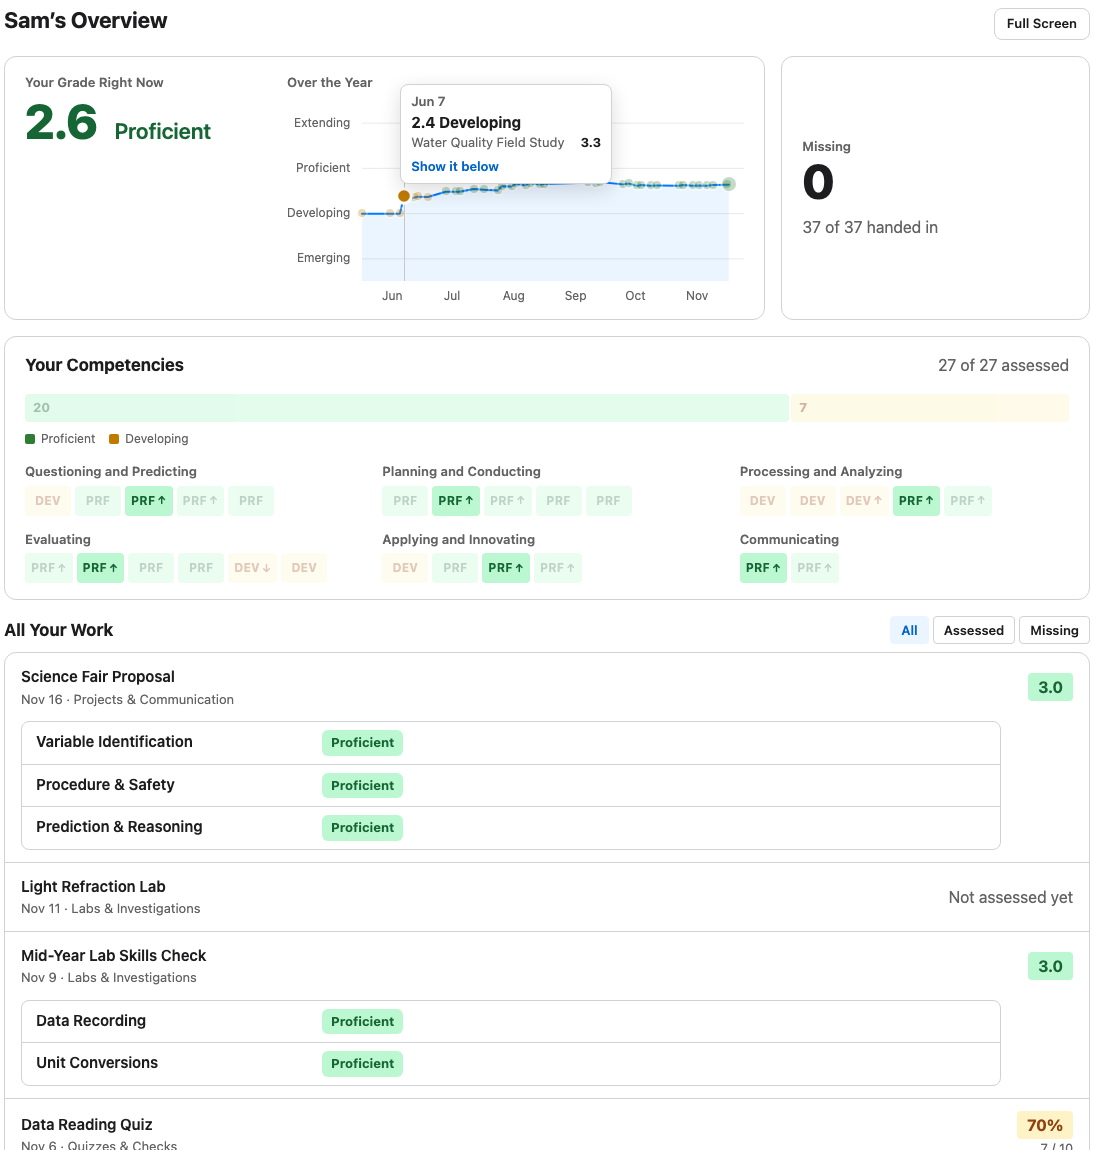 Sam's Overview
Full Screen
Your Grade Right Now
2.6 Proficient
Over the Year
Extending
Proficient
Developing
Emerging
Jun 7
2.4 Developing
Water Quality Field Study 3.3
Show it below
Jun Jul Aug Sep Oct Nov
Missing
0
37 of 37 handed in
Your Competencies
27 of 27 assessed
20 7
Proficient Developing
Questioning and Predicting
DEV PRF PRF↑ PRF↑ PRF
Planning and Conducting
PRF PRF↑ PRF↑ PRF PRF
Processing and Analyzing
DEV DEV DEV↑ PRF↑ PRF↑
Evaluating
PRF↑ PRF↑ PRF PRF DEV↓ DEV
Applying and Innovating
DEV PRF PRF↑ PRF↑
Communicating
PRF↑ PRF↑
All Your Work
All Assessed Missing
Science Fair Proposal
Nov 16 · Projects & Communication
3.0
Variable Identification Proficient
Procedure & Safety Proficient
Prediction & Reasoning Proficient
Light Refraction Lab
Nov 11 · Labs & Investigations
Not assessed yet
Mid-Year Lab Skills Check
Nov 9 · Labs & Investigations
3.0
Data Recording Proficient
Unit Conversions Proficient
Data Reading Quiz
Nov 6 · Quizzes & Checks
70%
7 / 10